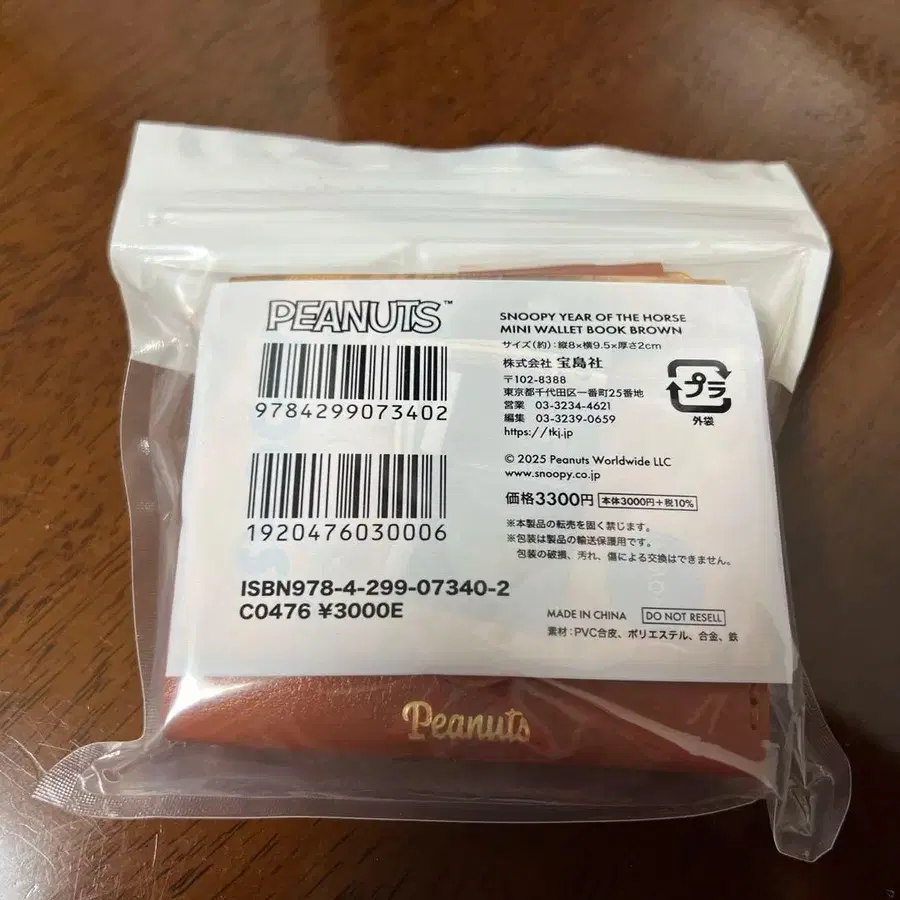 PEANUTS™
9784299073402
1920476030006
ISBN978-4-299-07340-2
C0476 ¥3000E
SNOOPY YEAR OF THE HORSE
MINI WALLET BOOK BROWN
サイズ(約):縦8×横9.5×厚さ2cm
株式会社 宝島社
〒102-8388
東京都千代田区一番町25番地
営業 03-3234-4621
編集 03-3239-0659
https://tkj.jp
プラ
外袋
© 2025 Peanuts Worldwide LLC
www.snoopy.co.jp
価格3300円 本体3000円+税10%
※本製品の転売を固く禁じます。
※包装は製品の輸送保護用です。
包装の破損、汚れ、傷による交換はできません。
MADE IN CHINA DO NOT RESELL
素材:PVC合皮、ポリエステル、合金、鉄
Peanuts